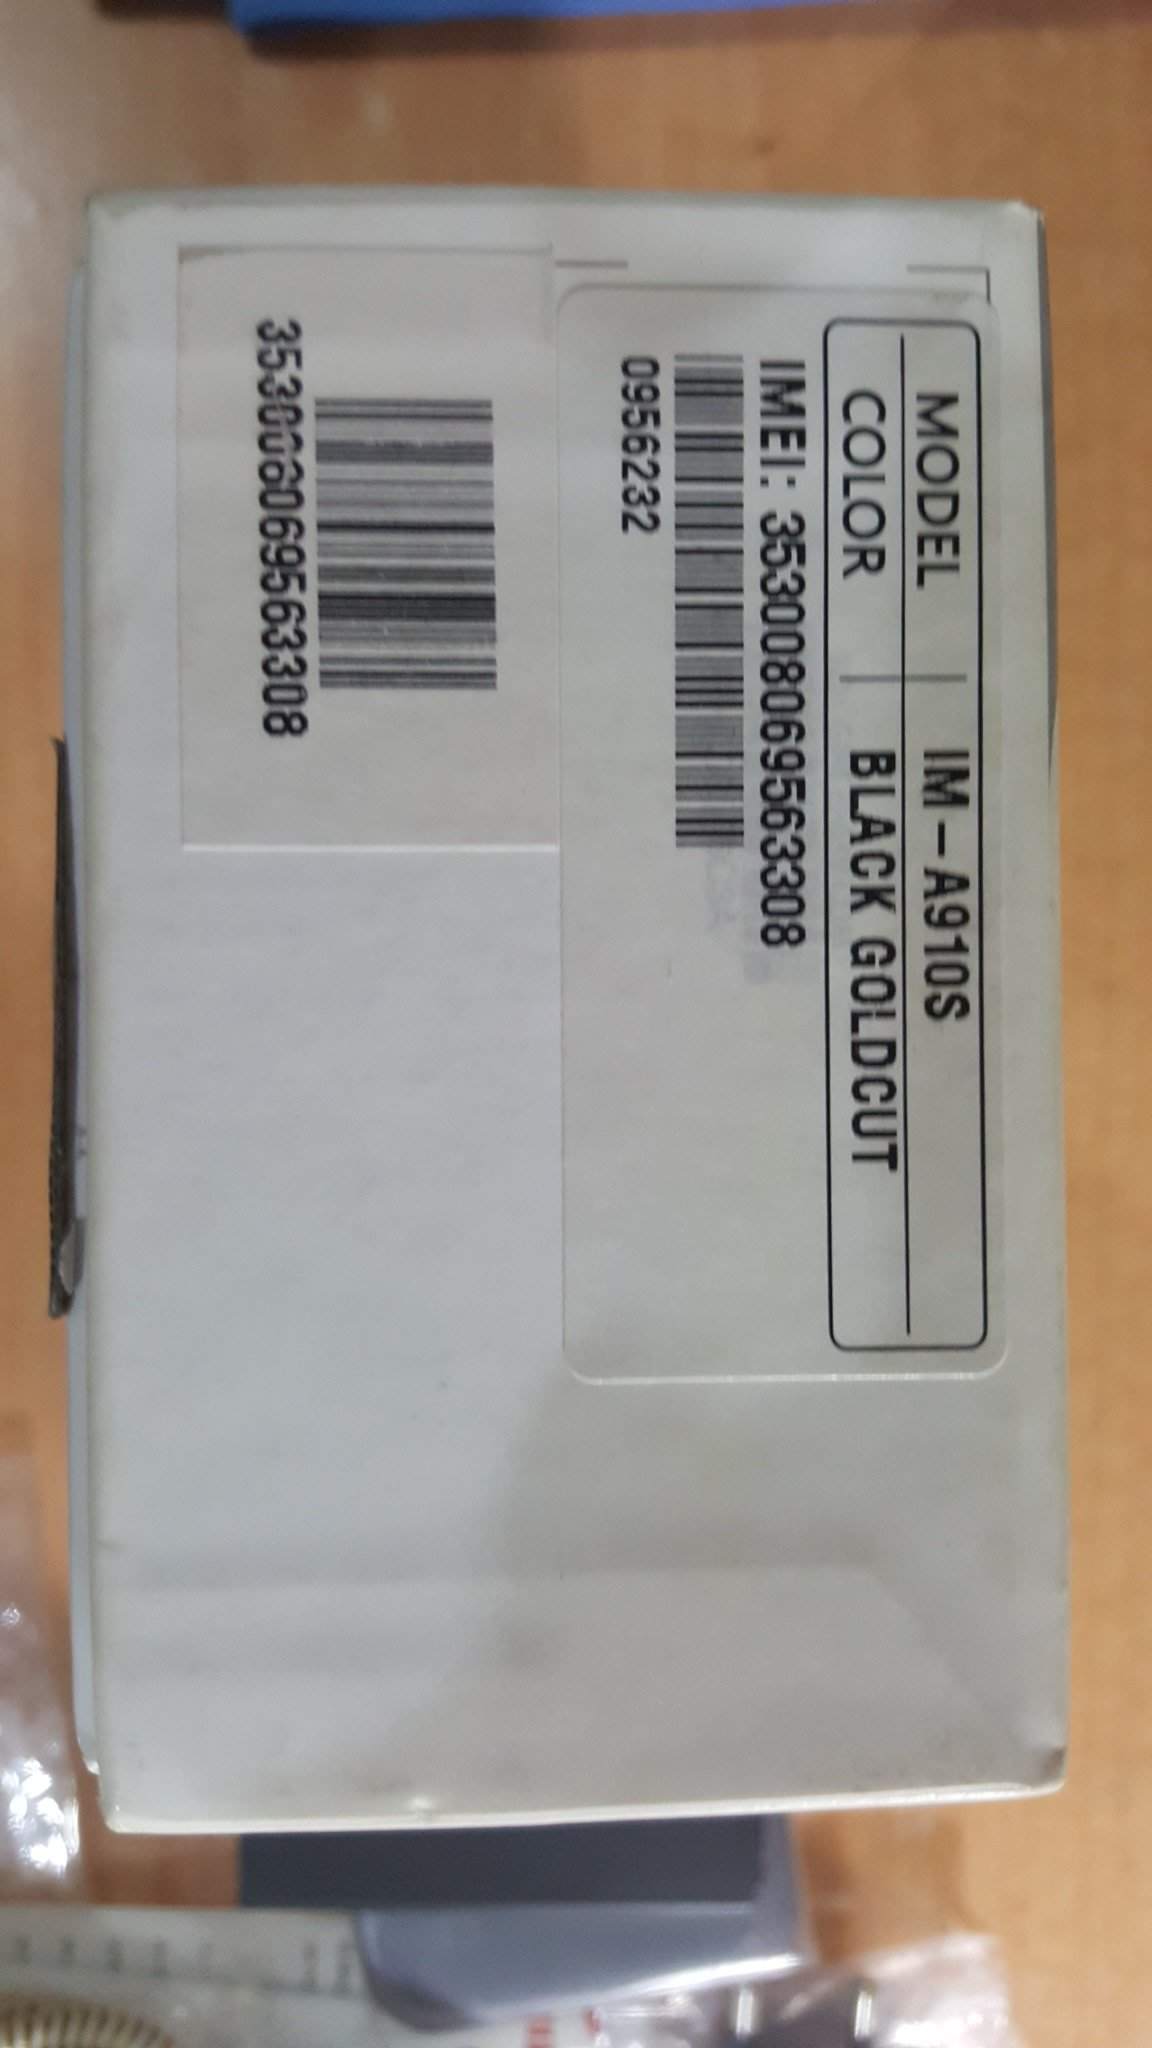 MODEL IM-A910S
COLOR BLACK GOLDCUT
IMEI: 353008069563308
0956232
353008069563308